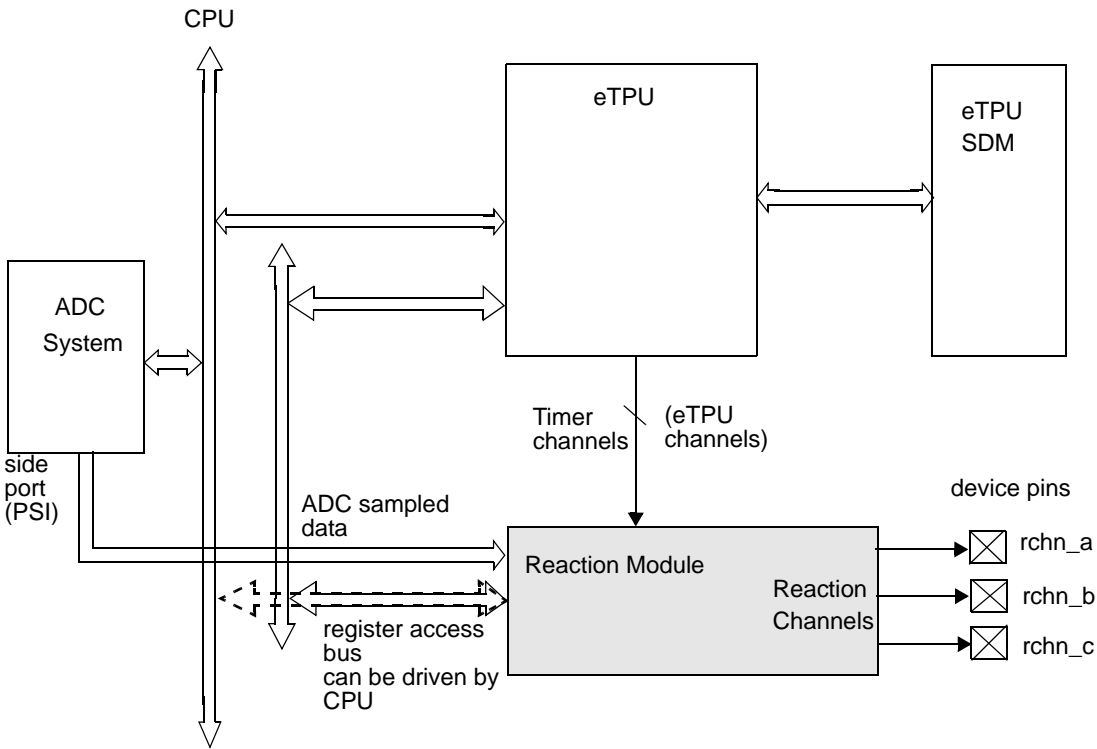 CPU
eTPU
eTPU
SDM
ADC
System
side
port
(PSI)
Timer
channels
(eTPU
channels)
ADC sampled
data
device pins
Reaction Module
Reaction
Channels
rchn_a
rchn_b
rchn_c
register access
bus
can be driven by
CPU